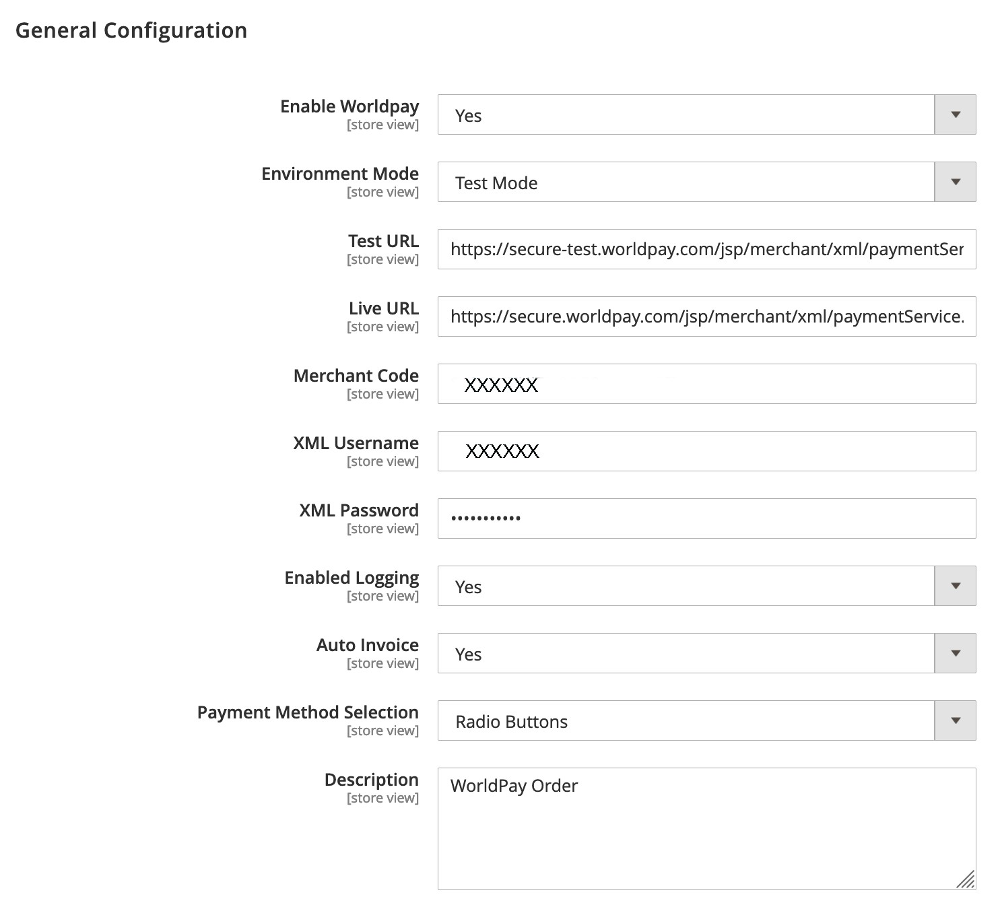 General Configuration
Enable Worldpay
[store view]
Yes
Environment Mode
[store view]
Test Mode
Test URL
[store view]
https://secure-test.worldpay.com/jsp/merchant/xml/paymentSer
Live URL
[store view]
https://secure.worldpay.com/jsp/merchant/xml/paymentService.
Merchant Code
[store view]
XXXXXX
XML Username
[store view]
XXXXXX
XML Password
[store view]
•••••••••••
Enabled Logging
[store view]
Yes
Auto Invoice
[store view]
Yes
Payment Method Selection
[store view]
Radio Buttons
Description
[store view]
WorldPay Order